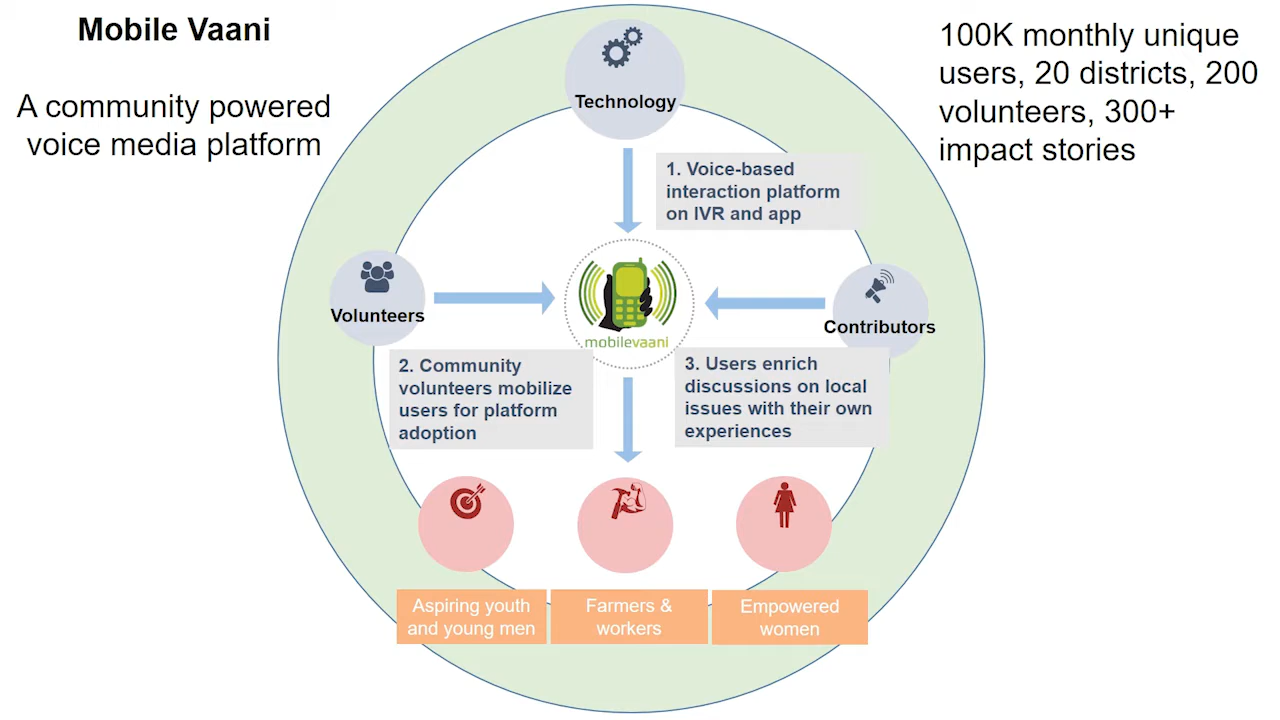 Mobile Vaani
A community powered
voice media platform
100K monthly unique
users, 20 districts, 200
volunteers, 300+
impact stories
Technology
1. Voice-based
interaction platform
on IVR and app
Volunteers
mobilevaani
Contributors
2. Community
volunteers mobilize
users for platform
adoption
3. Users enrich
discussions on local
issues with their own
experiences
Aspiring youth
and young men
Farmers &
workers
Empowered
women